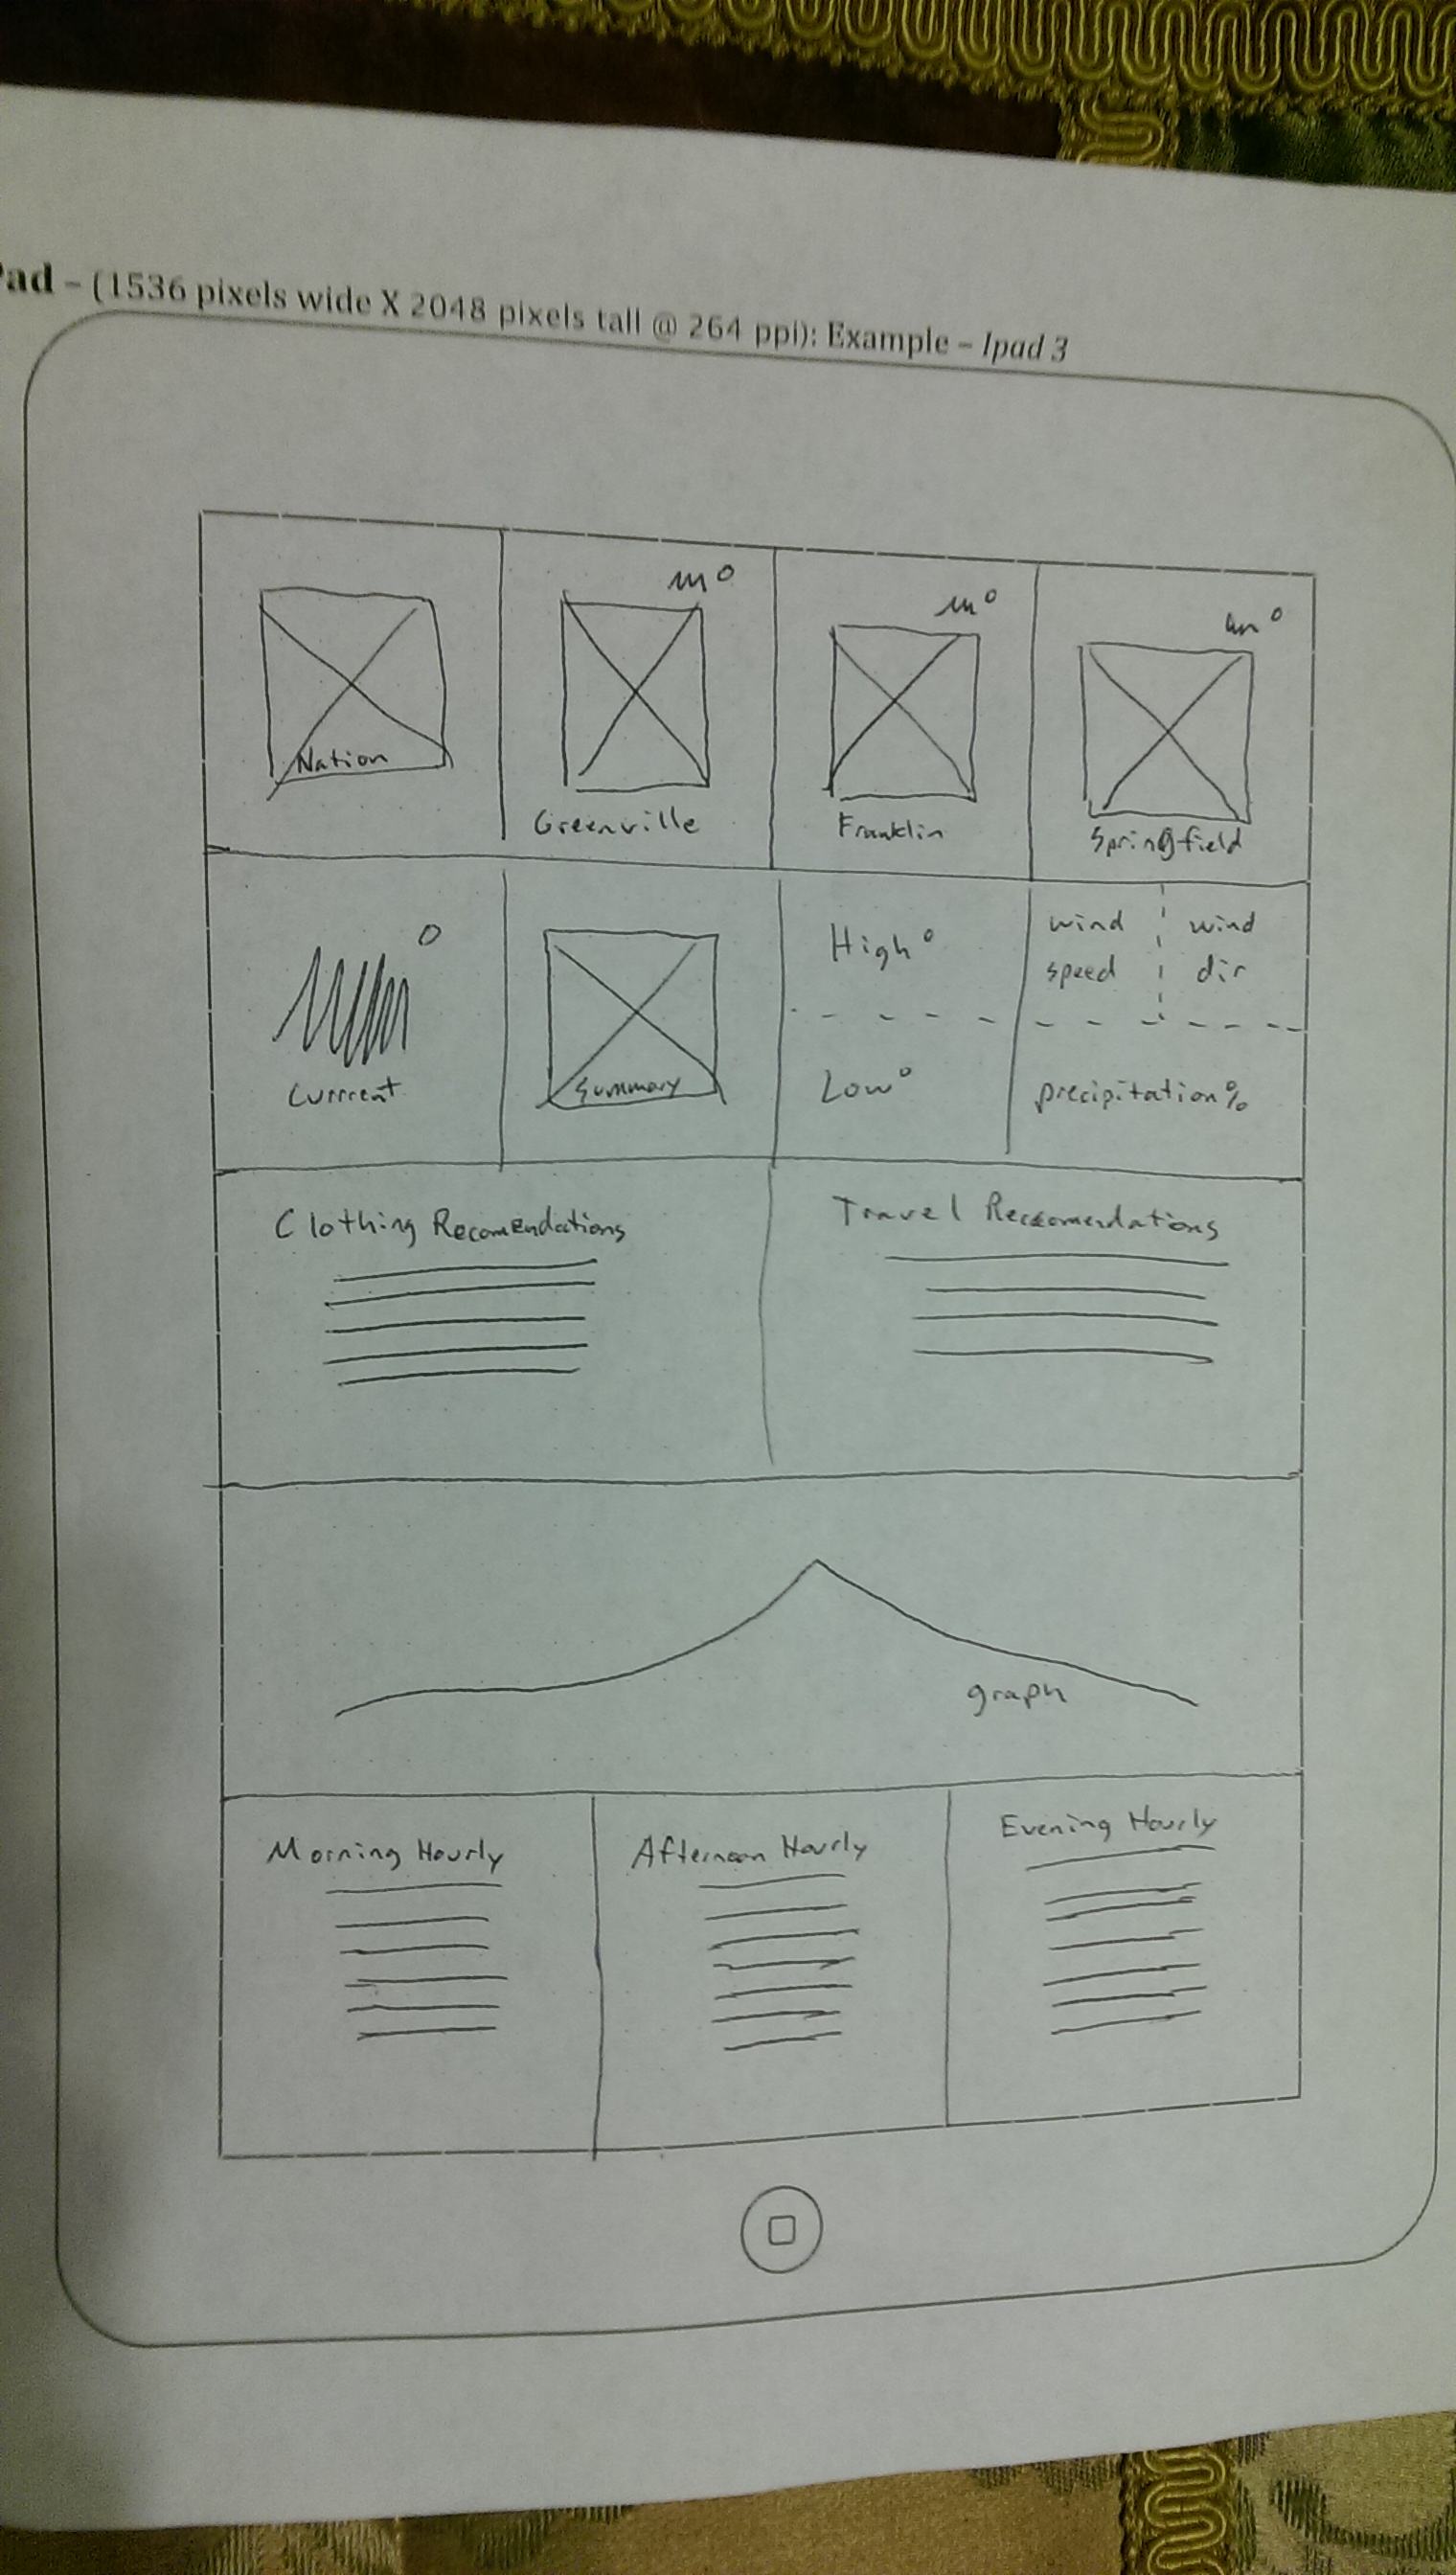 Pad – (1536 pixels wide X 2048 pixels tall @ 264 ppi): Example – Ipad 3
Nation
Greenville
Franklin
Springfield
Current
Summary
High°
Low°
wind speed
wind dir
precipitation%
Clothing Recomendations
Travel Reccomendations
graph
Morning Hourly
Afternoon Hourly
Evening Hourly